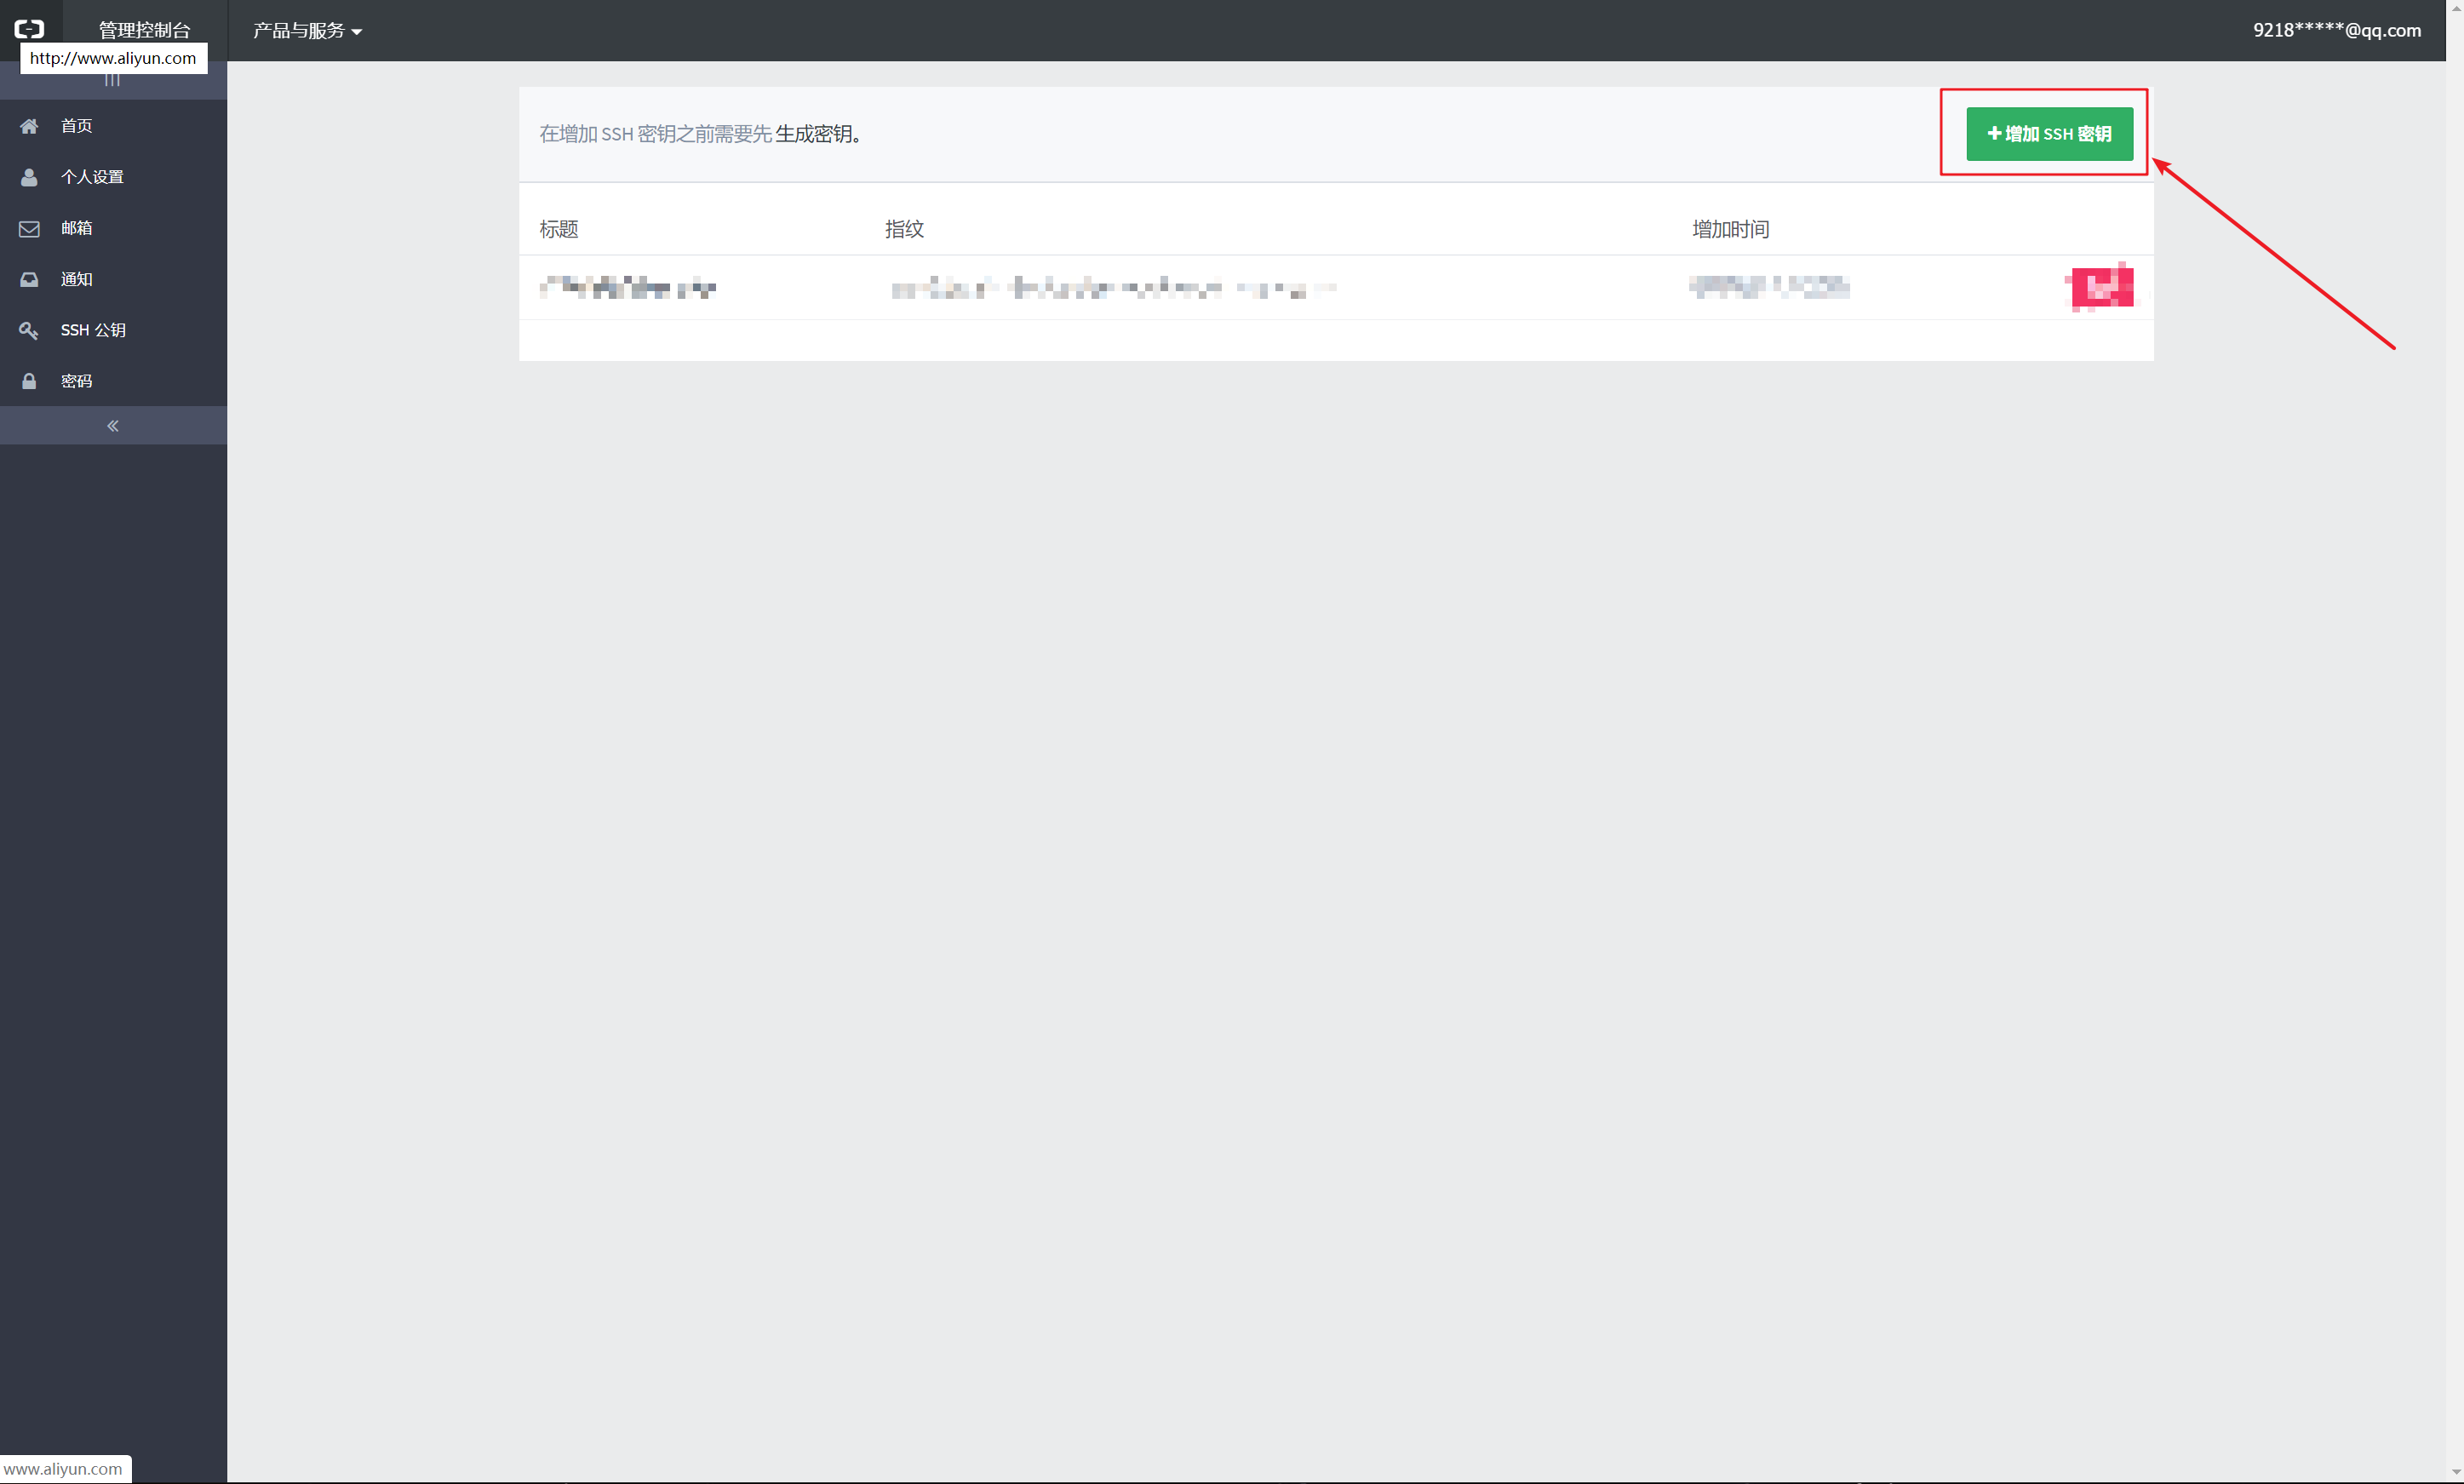 管理控制台
产品与服务
9218*****@qq.com
http://www.aliyun.com
首页
个人设置
邮箱
通知
SSH 公钥
密码
在增加 SSH 密钥之前需要先 生成密钥。
增加 SSH 密钥
标题 指纹 增加时间
www.aliyun.com